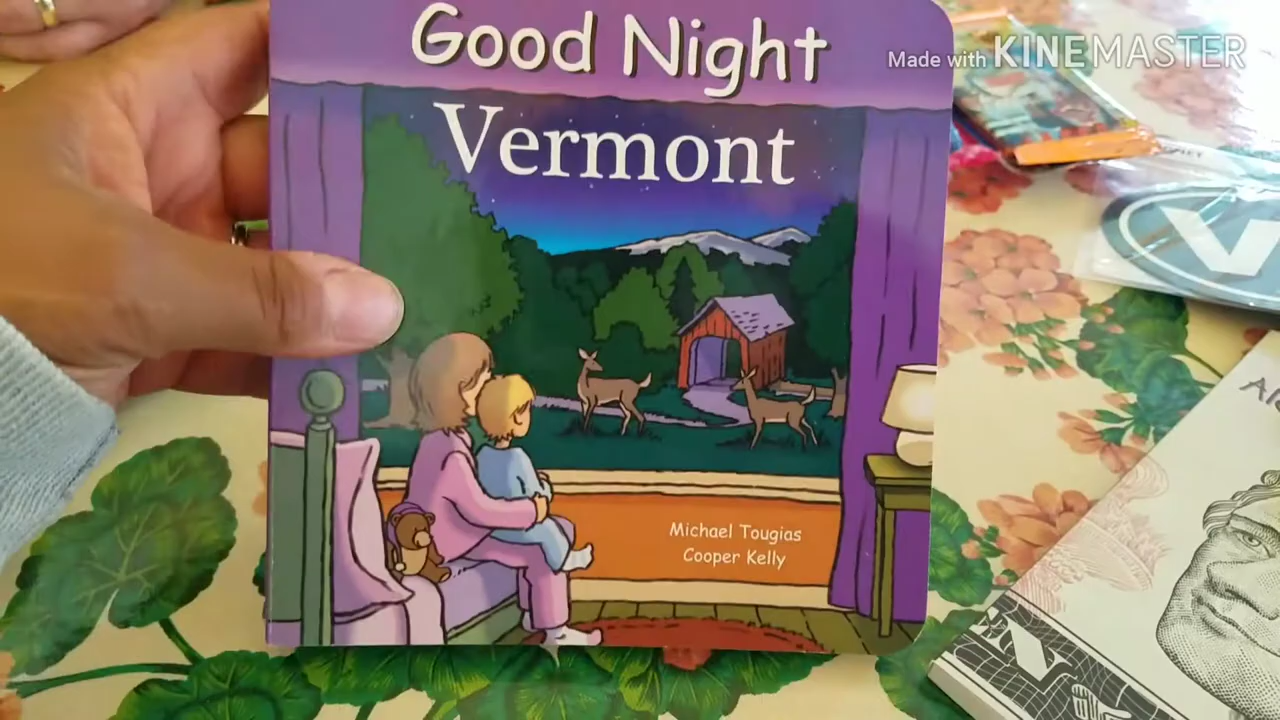 Good Night
Vermont
Michael Tougias
Cooper Kelly
Made with KINEMASTER
V